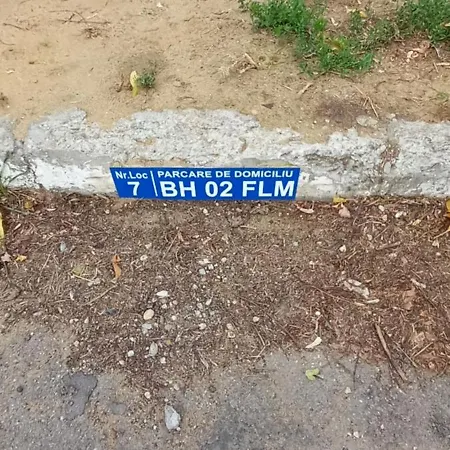 Nr.Loc PARCARE DE DOMICILIU
7 BH 02 FLM